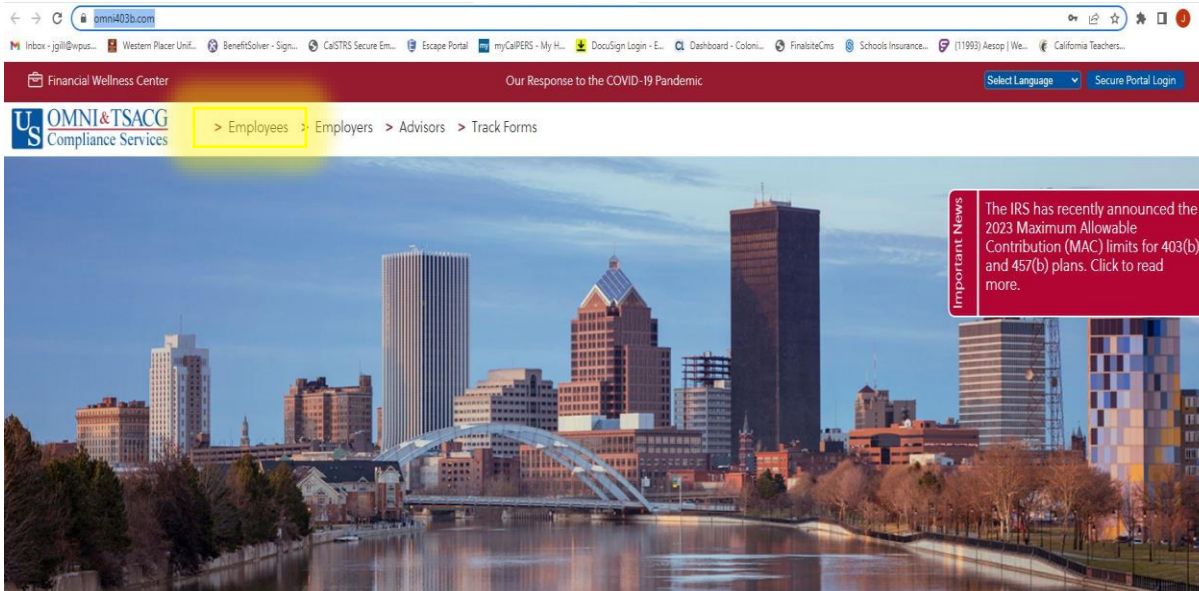 omni403b.com
Inbox - jgill@wpus... Western Placer Unif... BenefitSolver - Sign... CalSTRS Secure Em... Escape Portal my myCalPERS - My H... DocuSign Login - E... CL Dashboard - Coloni... FinalsiteCms Schools Insurance... (11993) Aesop | We... California Teachers...
Financial Wellness Center Our Response to the COVID-19 Pandemic Select Language Secure Portal Login
US OMNI & TSACG
Compliance Services
> Employees > Employers > Advisors > Track Forms
Important News
The IRS has recently announced the
2023 Maximum Allowable
Contribution (MAC) limits for 403(b)
and 457(b) plans. Click to read
more.